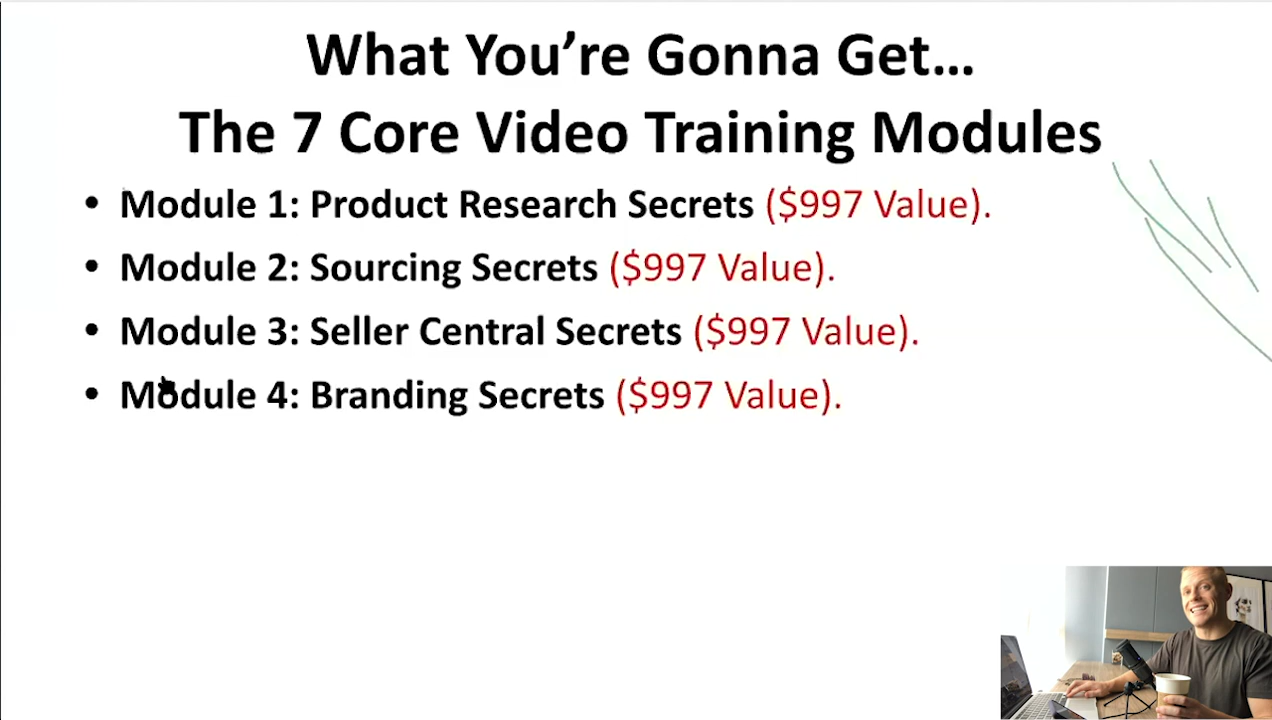 What You’re Gonna Get…
The 7 Core Video Training Modules
• Module 1: Product Research Secrets ($997 Value).
• Module 2: Sourcing Secrets ($997 Value).
• Module 3: Seller Central Secrets ($997 Value).
• Module 4: Branding Secrets ($997 Value).